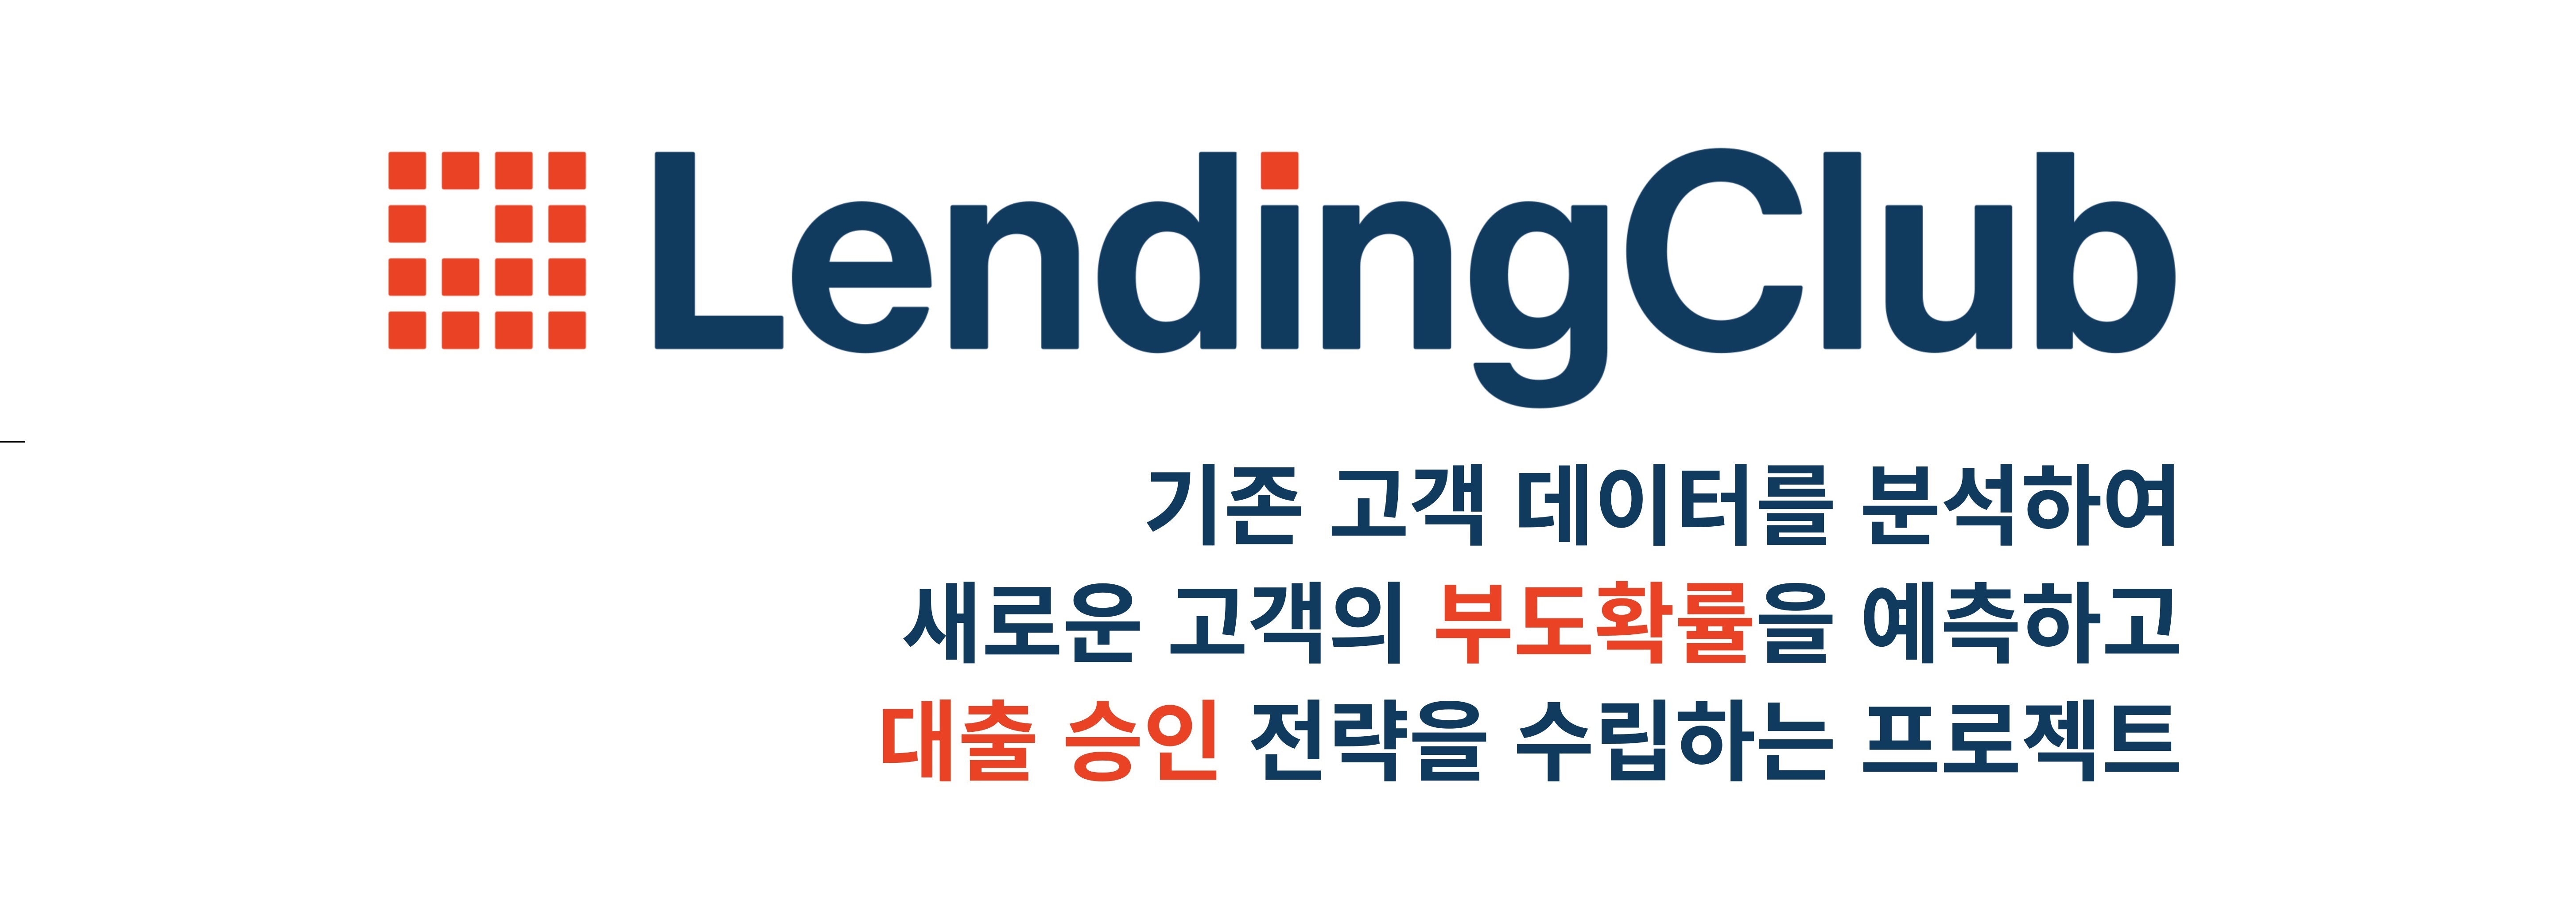 LendingClub
기존 고객 데이터를 분석하여
새로운 고객의 부도확률을 예측하고
대출 승인 전략을 수립하는 프로젝트